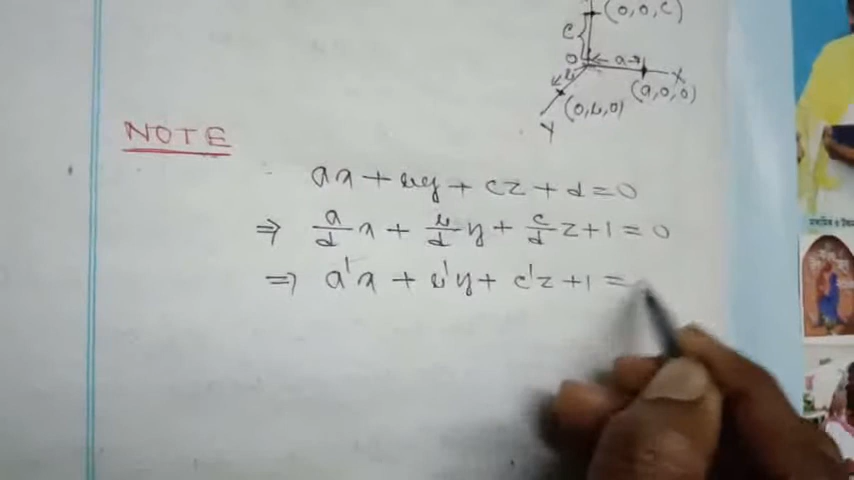 (0,0,c)
c
O a X
b (a,0,0)
(0,b,0)
Y
NOTE
ax + by + cz + d = 0
⇒ a/d x + b/d y + c/d z + 1 = 0
⇒ a'x + b'y + c'z + 1 =